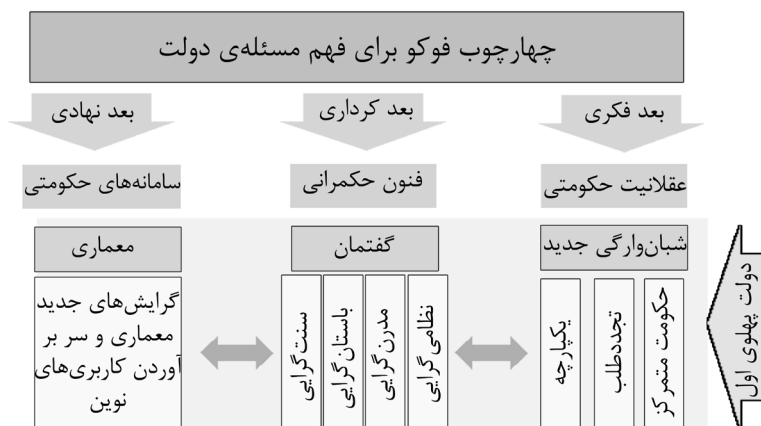 چهارچوب فوکو برای فهم مسئله‌ی دولت
بعد فکری
بعد کرداری
بعد نهادی
عقلانیت حکومتی
فنون حکمرانی
سامانه‌های حکومتی
شبان‌وارگی جدید
گفتمان
معماری
دولت پهلوی اول
حکومت متمرکز
تجددطلب
یکپارچه
نظامی‌گرایی
مدرن‌گرایی
باستان‌گرایی
سنت‌گرایی
گرایش‌های جدید
معماری و سر بر
آوردن کاربری‌های
نوین